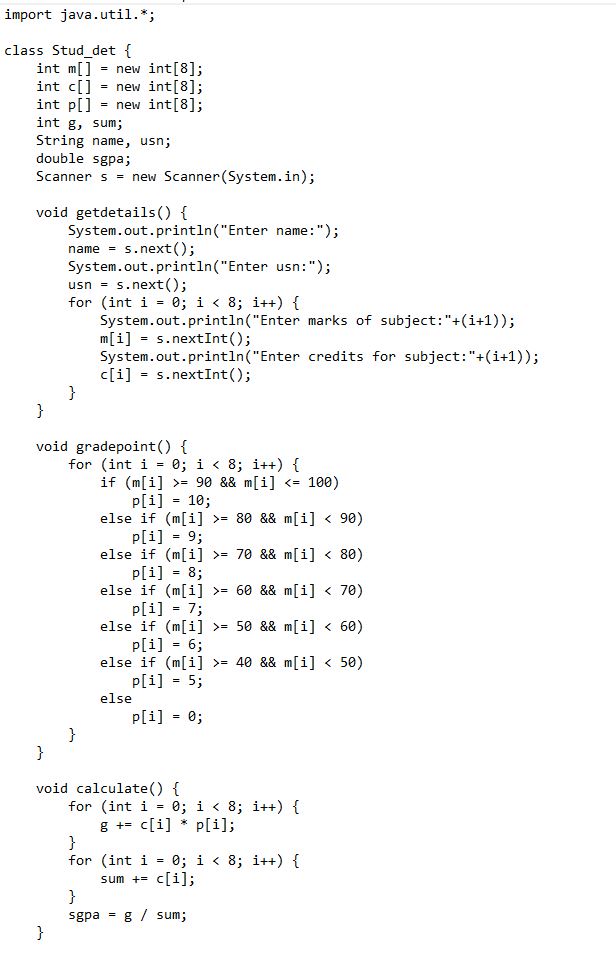 import java.util.*;

class Stud_det {
    int m[] = new int[8];
    int c[] = new int[8];
    int p[] = new int[8];
    int g, sum;
    String name, usn;
    double sgpa;
    Scanner s = new Scanner(System.in);

    void getdetails() {
        System.out.println("Enter name:");
        name = s.next();
        System.out.println("Enter usn:");
        usn = s.next();
        for (int i = 0; i < 8; i++) {
            System.out.println("Enter marks of subject:"+(i+1));
            m[i] = s.nextInt();
            System.out.println("Enter credits for subject:"+(i+1));
            c[i] = s.nextInt();
        }
    }

    void gradepoint() {
        for (int i = 0; i < 8; i++) {
            if (m[i] >= 90 && m[i] <= 100)
                p[i] = 10;
            else if (m[i] >= 80 && m[i] < 90)
                p[i] = 9;
            else if (m[i] >= 70 && m[i] < 80)
                p[i] = 8;
            else if (m[i] >= 60 && m[i] < 70)
                p[i] = 7;
            else if (m[i] >= 50 && m[i] < 60)
                p[i] = 6;
            else if (m[i] >= 40 && m[i] < 50)
                p[i] = 5;
            else
                p[i] = 0;
        }
    }

    void calculate() {
        for (int i = 0; i < 8; i++) {
            g += c[i] * p[i];
        }
        for (int i = 0; i < 8; i++) {
            sum += c[i];
        }
        sgpa = g / sum;
    }